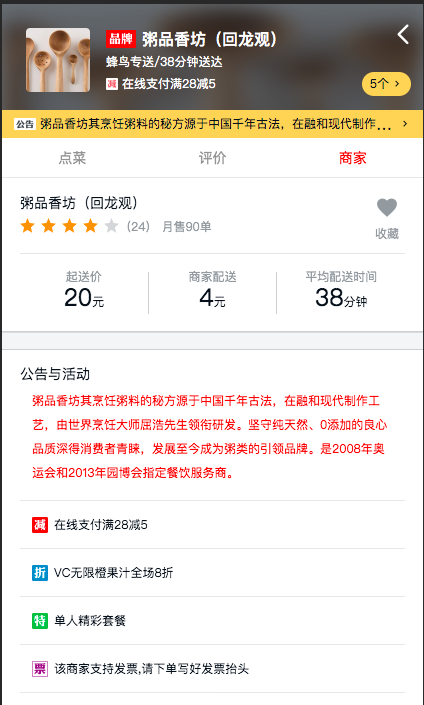 品牌 粥品香坊（回龙观）
蜂鸟专送/38分钟送达
减 在线支付满28减5
5个 >
公告 粥品香坊其烹饪粥料的秘方源于中国千年古法，在融和现代制作... >
点菜 评价 商家
粥品香坊（回龙观）
(24) 月售90单
收藏
起送价 商家配送 平均配送时间
20元 4元 38分钟
公告与活动
粥品香坊其烹饪粥料的秘方源于中国千年古法，在融和现代制作工
艺，由世界烹饪大师屈浩先生领衔研发。坚守纯天然、0添加的良心
品质深得消费者青睐，发展至今成为粥类的引领品牌。是2008年奥
运会和2013年园博会指定餐饮服务商。
减 在线支付满28减5
折 VC无限橙果汁全场8折
特 单人精彩套餐
票 该商家支持发票,请下单写好发票抬头